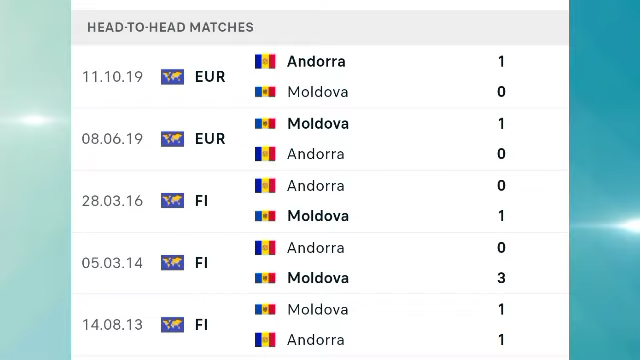 HEAD-TO-HEAD MATCHES
11.10.19 EUR Andorra 1
Moldova 0
08.06.19 EUR Moldova 1
Andorra 0
28.03.16 FI Andorra 0
Moldova 1
05.03.14 FI Andorra 0
Moldova 3
14.08.13 FI Moldova 1
Andorra 1